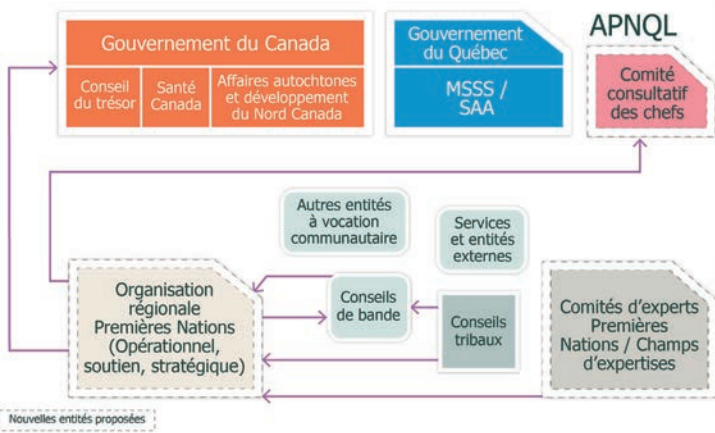 Gouvernement du Canada
Conseil
du trésor
Santé
Canada
Affaires autochtones
et développement
du Nord Canada
Gouvernement
du Québec
MSSS /
SAA
APNQL
Comité
consultatif
des chefs
Autres entités
à vocation
communautaire
Services
et entités
externes
Organisation
régionale
Premières Nations
(Opérationnel,
soutien, stratégique)
Conseils
de bande
Conseils
tribaux
Comités d'experts
Premières
Nations / Champs
d'expertises
Nouvelles entités proposées